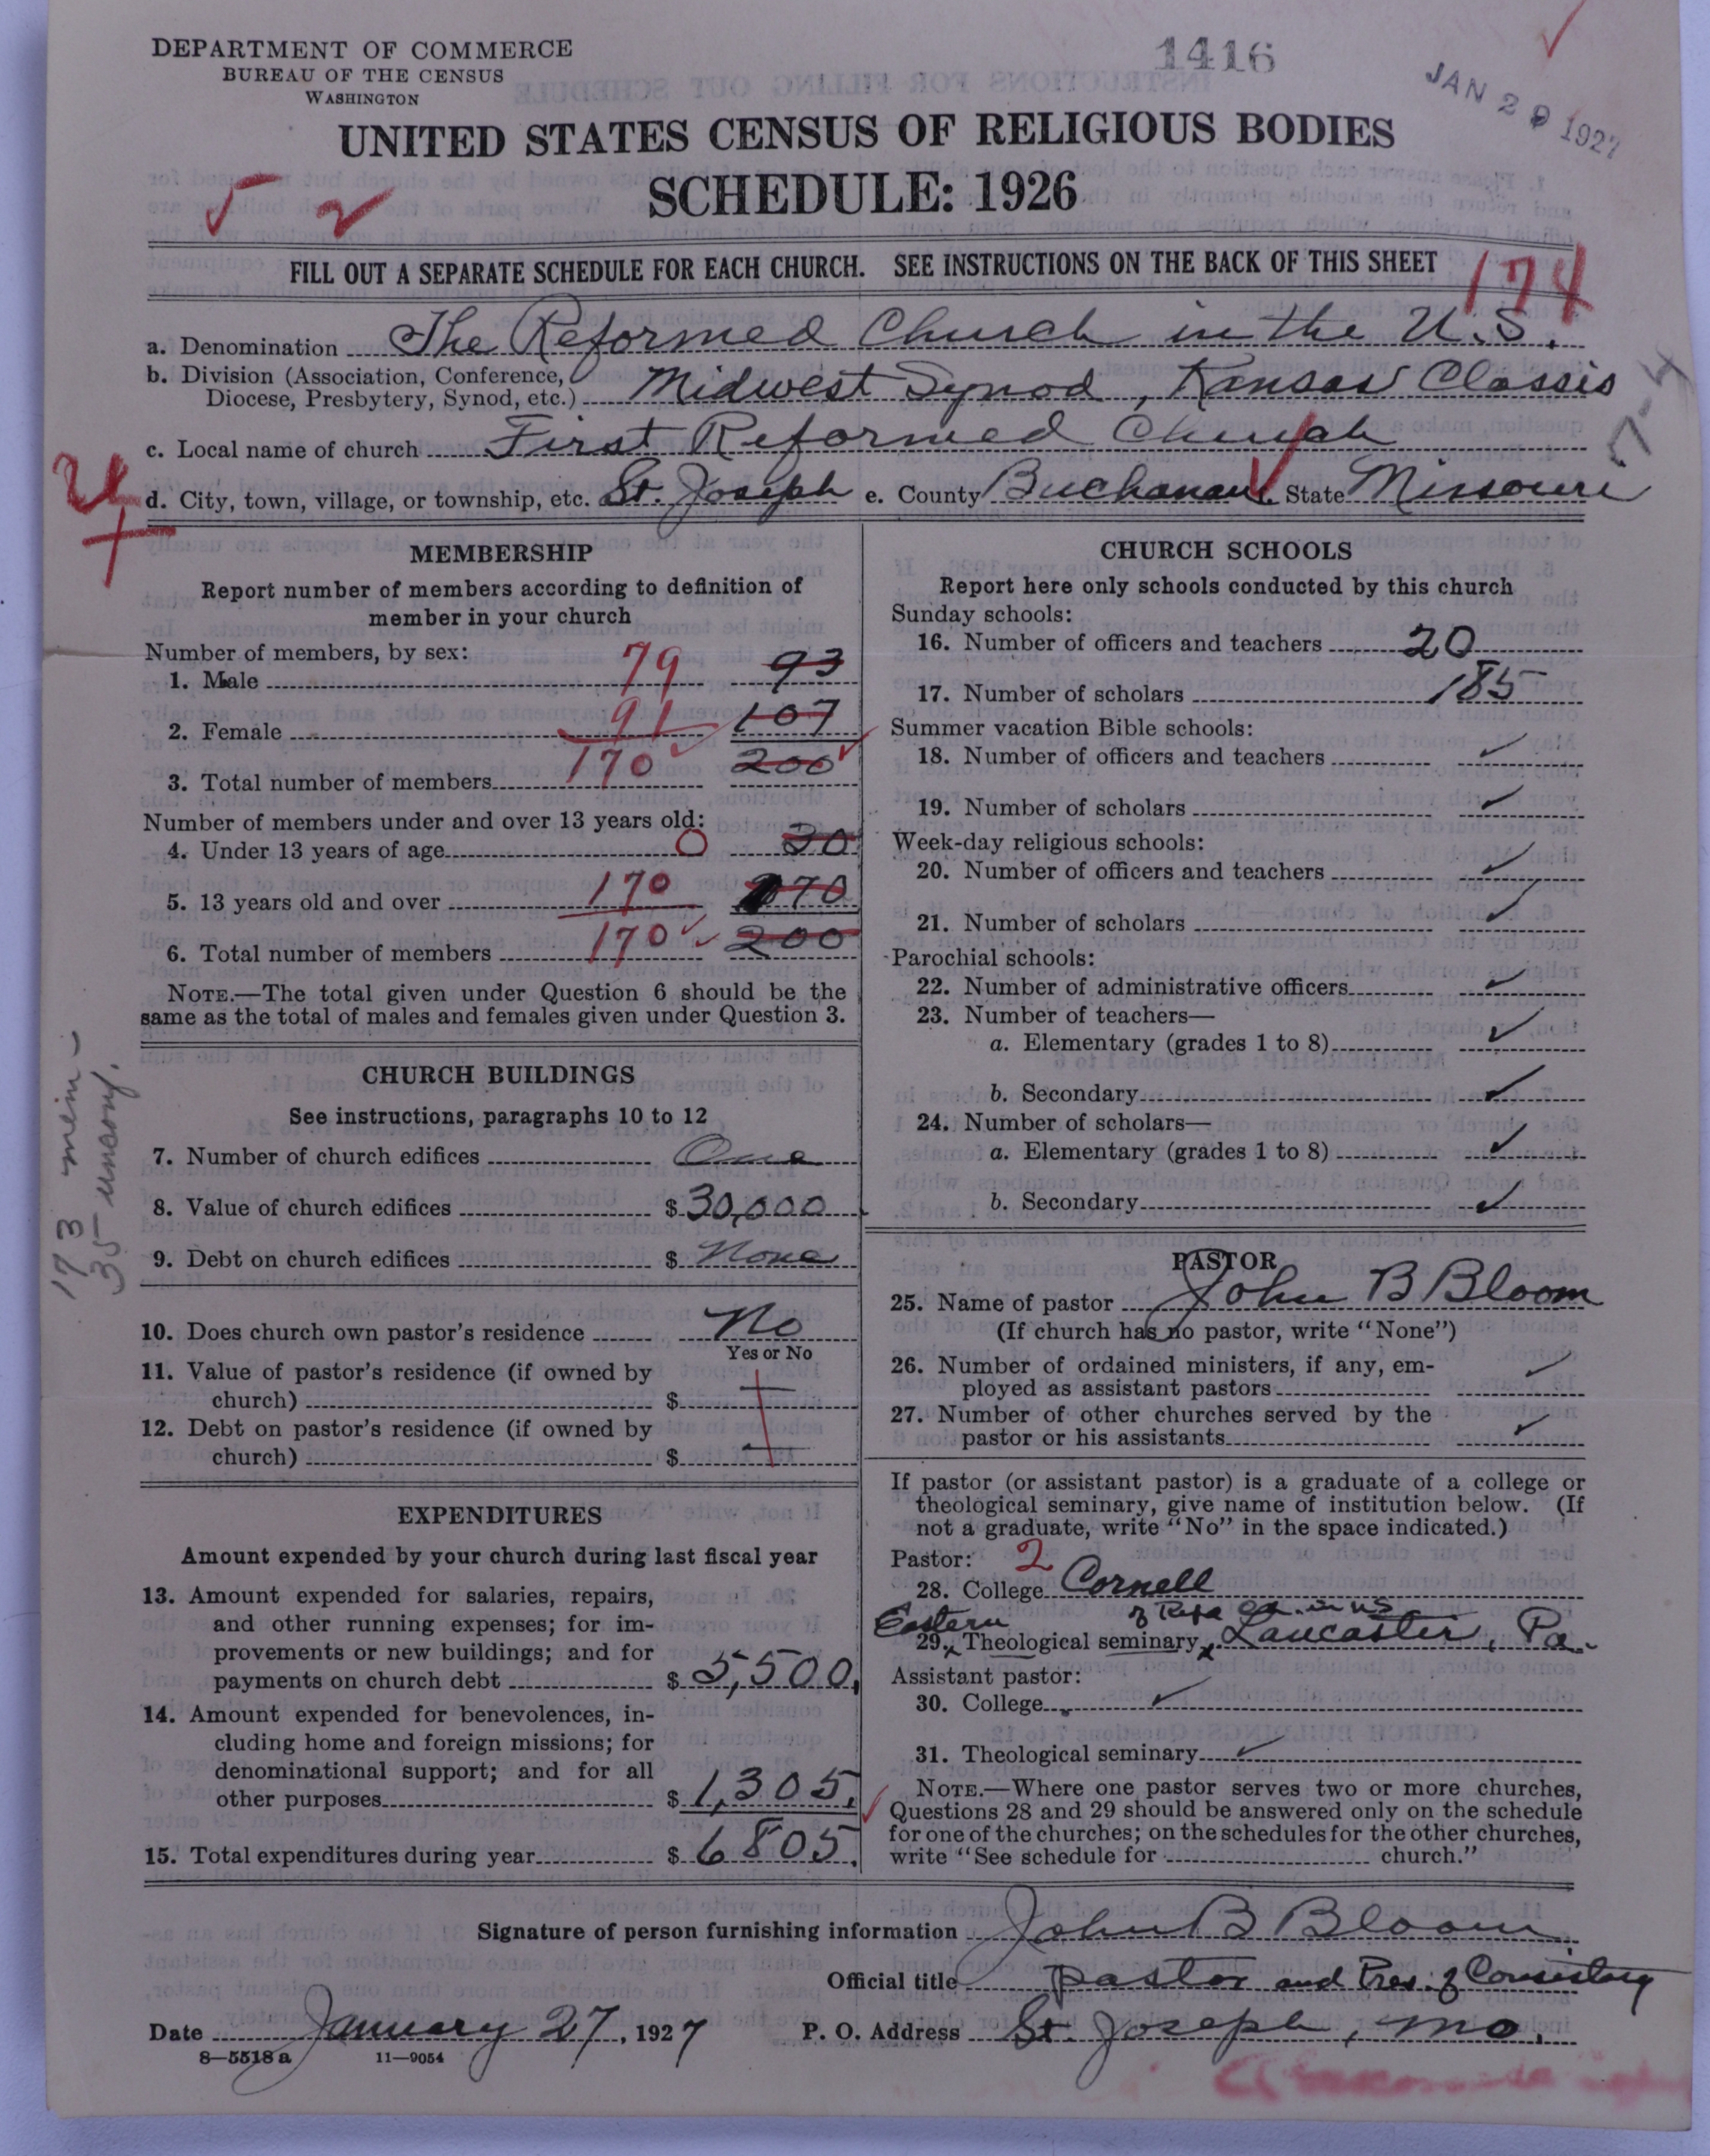 DEPARTMENT OF COMMERCE
BUREAU OF THE CENSUS
WASHINGTON
1416
JAN 29 1927
UNITED STATES CENSUS OF RELIGIOUS BODIES
SCHEDULE: 1926
2
FILL OUT A SEPARATE SCHEDULE FOR EACH CHURCH. SEE INSTRUCTIONS ON THE BACK OF THIS SHEET
174
a. Denomination The Reformed Church in the U.S.
b. Division (Association, Conference, Diocese, Presbytery, Synod, etc.) Midwest Synod, Kansas Classis
17-4
c. Local name of church First Reformed Church
d. City, town, village, or township, etc. St. Joseph e. County Buchanan State Missouri
MEMBERSHIP
Report number of members according to definition of
member in your church
Number of members, by sex:
1. Male 79 93
2. Female 91 107
3. Total number of members 170 200
Number of members under and over 13 years old:
4. Under 13 years of age 0 30
5. 13 years old and over 170 170
6. Total number of members 170 200
NOTE.—The total given under Question 6 should be the
same as the total of males and females given under Question 3.
173 mem—
35 unconf.
CHURCH BUILDINGS
See instructions, paragraphs 10 to 12
7. Number of church edifices One
8. Value of church edifices $30,000
9. Debt on church edifices $ None
10. Does church own pastor's residence No
Yes or No
11. Value of pastor's residence (if owned by
church) $
12. Debt on pastor's residence (if owned by
church) $
EXPENDITURES
Amount expended by your church during last fiscal year
13. Amount expended for salaries, repairs,
and other running expenses; for im-
provements or new buildings; and for
payments on church debt $ 5,500.
14. Amount expended for benevolences, in-
cluding home and foreign missions; for
denominational support; and for all
other purposes $1,305.
15. Total expenditures during year $ 6805.
CHURCH SCHOOLS
Report here only schools conducted by this church
Sunday schools:
16. Number of officers and teachers 20
17. Number of scholars 185
Summer vacation Bible schools:
18. Number of officers and teachers
19. Number of scholars
Week-day religious schools:
20. Number of officers and teachers
21. Number of scholars
Parochial schools:
22. Number of administrative officers
23. Number of teachers—
a. Elementary (grades 1 to 8)
b. Secondary
24. Number of scholars—
a. Elementary (grades 1 to 8)
b. Secondary
PASTOR
25. Name of pastor John B Bloom
(If church has no pastor, write "None")
26. Number of ordained ministers, if any, em-
ployed as assistant pastors
27. Number of other churches served by the
pastor or his assistants
If pastor (or assistant pastor) is a graduate of a college or
theological seminary, give name of institution below. (If
not a graduate, write "No" in the space indicated.)
Pastor: 2
28. College Cornell
Eastern of Refd Ch. in US
29. Theological seminary Lancaster, Pa.
Assistant pastor:
30. College
31. Theological seminary
NOTE.—Where one pastor serves two or more churches,
Questions 28 and 29 should be answered only on the schedule
for one of the churches; on the schedules for the other churches,
write "See schedule for church."
Signature of person furnishing information John B Bloom
Official title Pastor and Pres. of Consistory
Date January 27, 1927 P. O. Address St. Joseph, Mo.
8—5518 a 11—9054